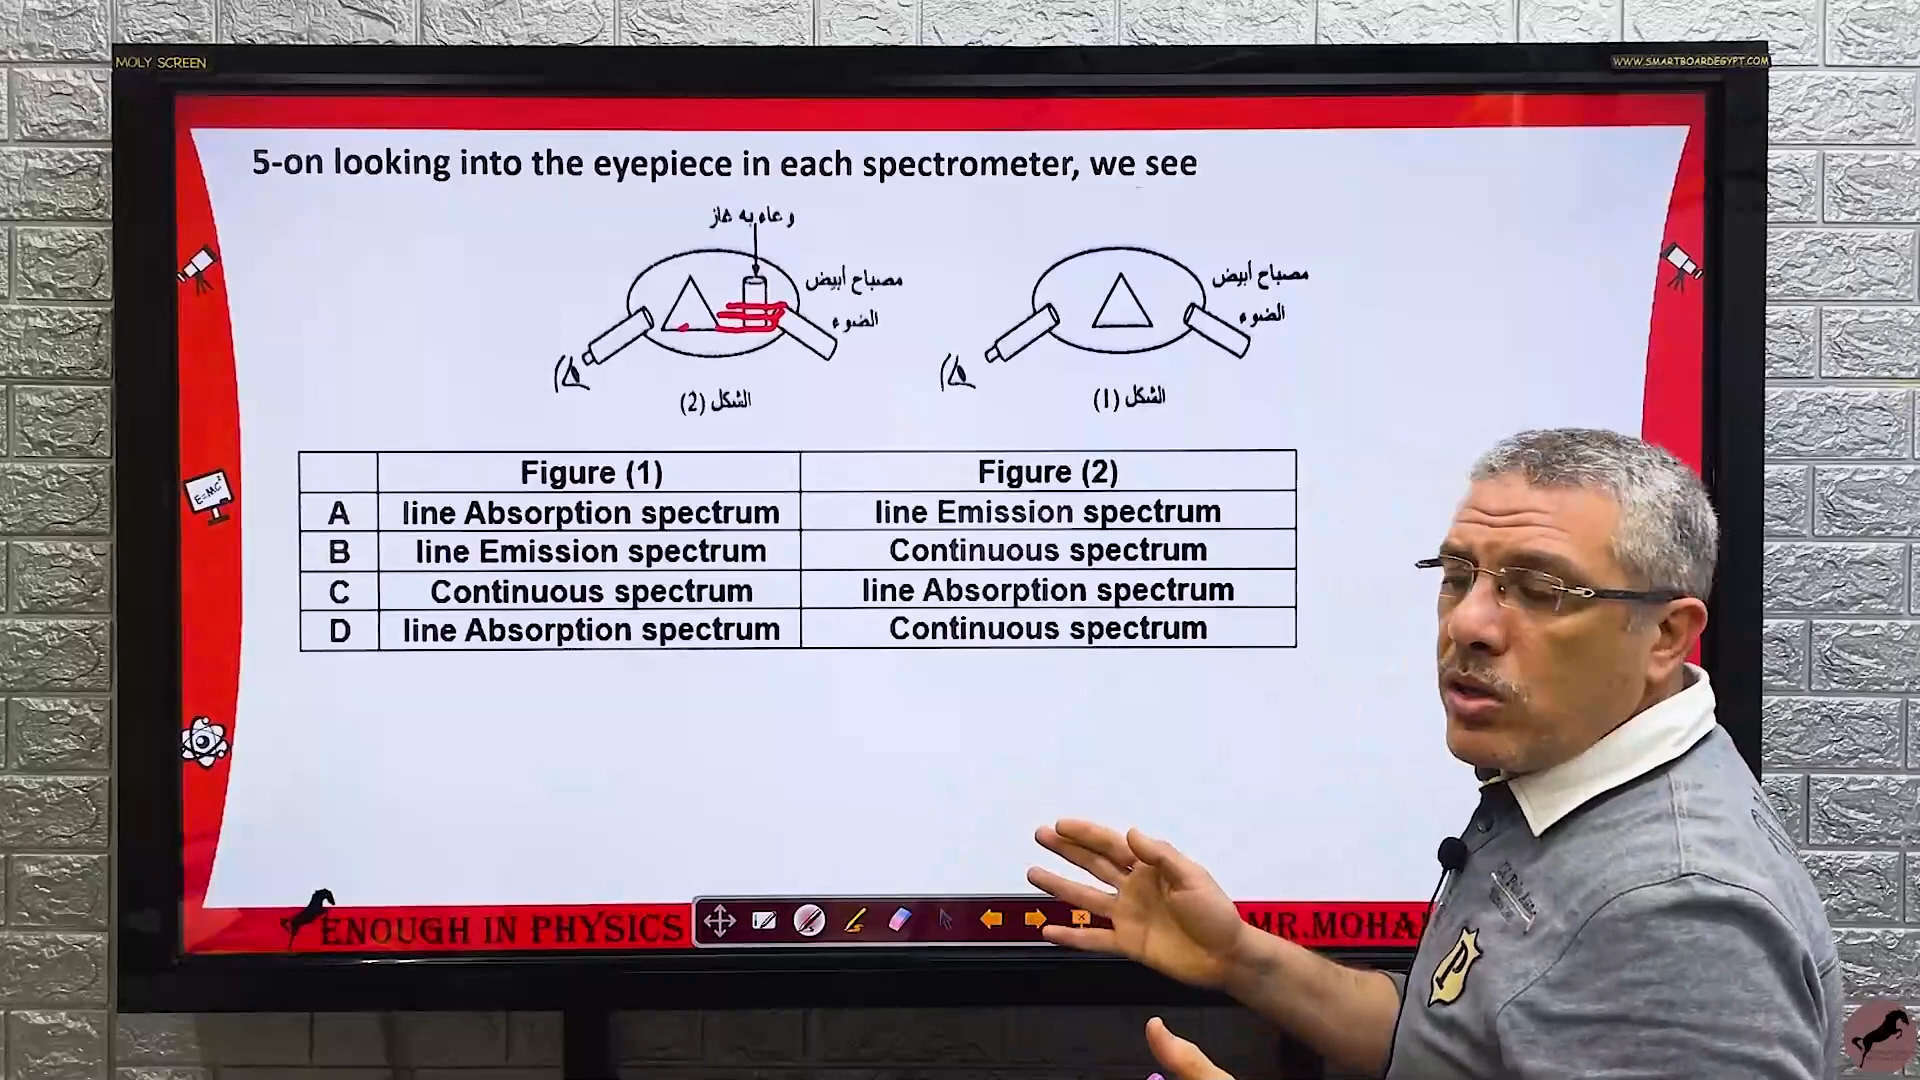 MOLY SCREEN
WWW.SMARTBOARDEGYPT.COM
5-on looking into the eyepiece in each spectrometer, we see
وعاء به غاز
مصباح أبيض
الضوء
الشكل (2)
مصباح أبيض
الضوء
الشكل (1)
Figure (1) Figure (2)
A line Absorption spectrum line Emission spectrum
B line Emission spectrum Continuous spectrum
C Continuous spectrum line Absorption spectrum
D line Absorption spectrum Continuous spectrum
E=MC²
ENOUGH IN PHYSICS
MR.MOHA
P